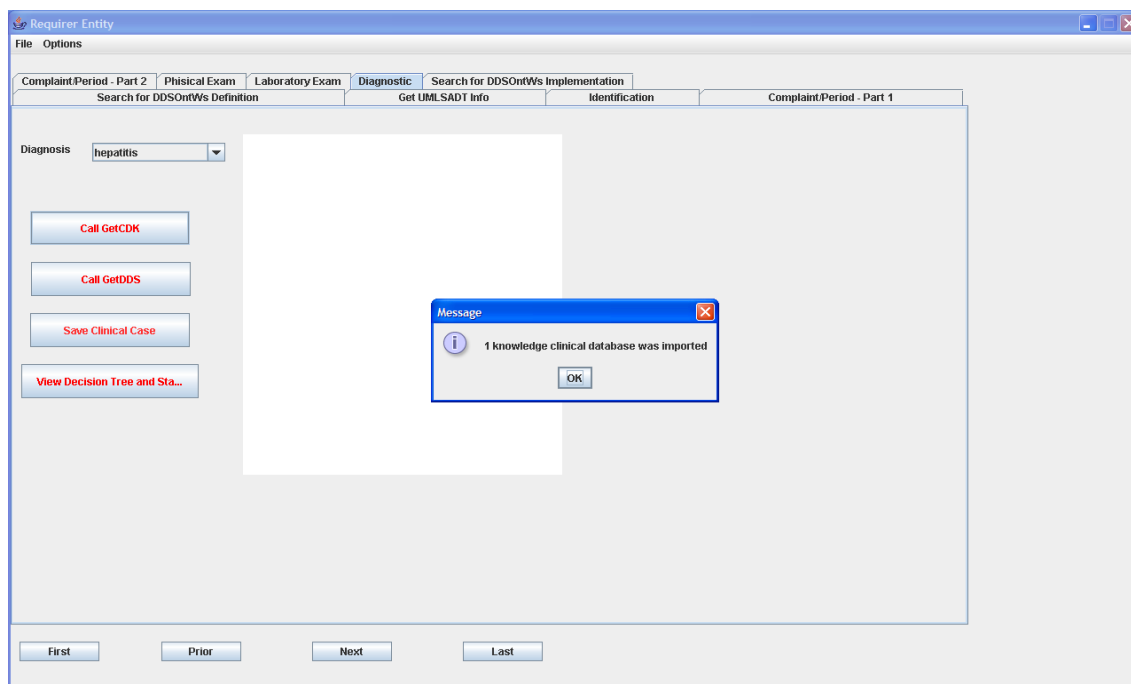 Requirer Entity
File Options
Complaint/Period - Part 2 Phisical Exam Laboratory Exam Diagnostic Search for DDSOntWs Implementation
Search for DDSOntWs Definition Get UMLSADT Info Identification Complaint/Period - Part 1
Diagnosis hepatitis
Call GetCDK
Call GetDDS
Save Clinical Case
View Decision Tree and Sta...
Message
1 knowledge clinical database was imported
OK
First Prior Next Last